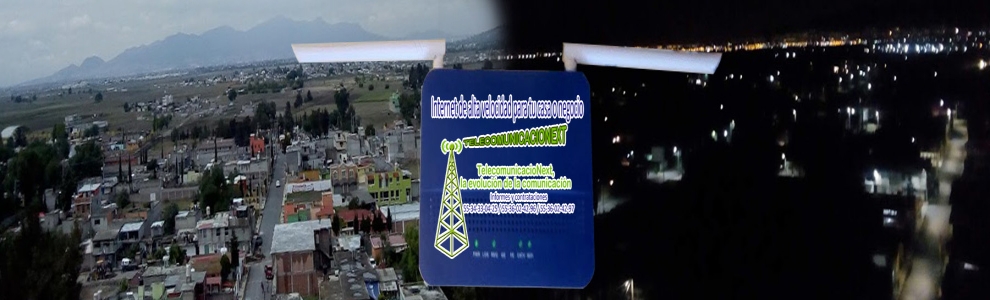 Internet de alta velocidad para tu casa o negocio
TELECOMUNICACIONEXT
TelecomunicacioNext,
la evolución de la comunicación
Informes y contrataciones